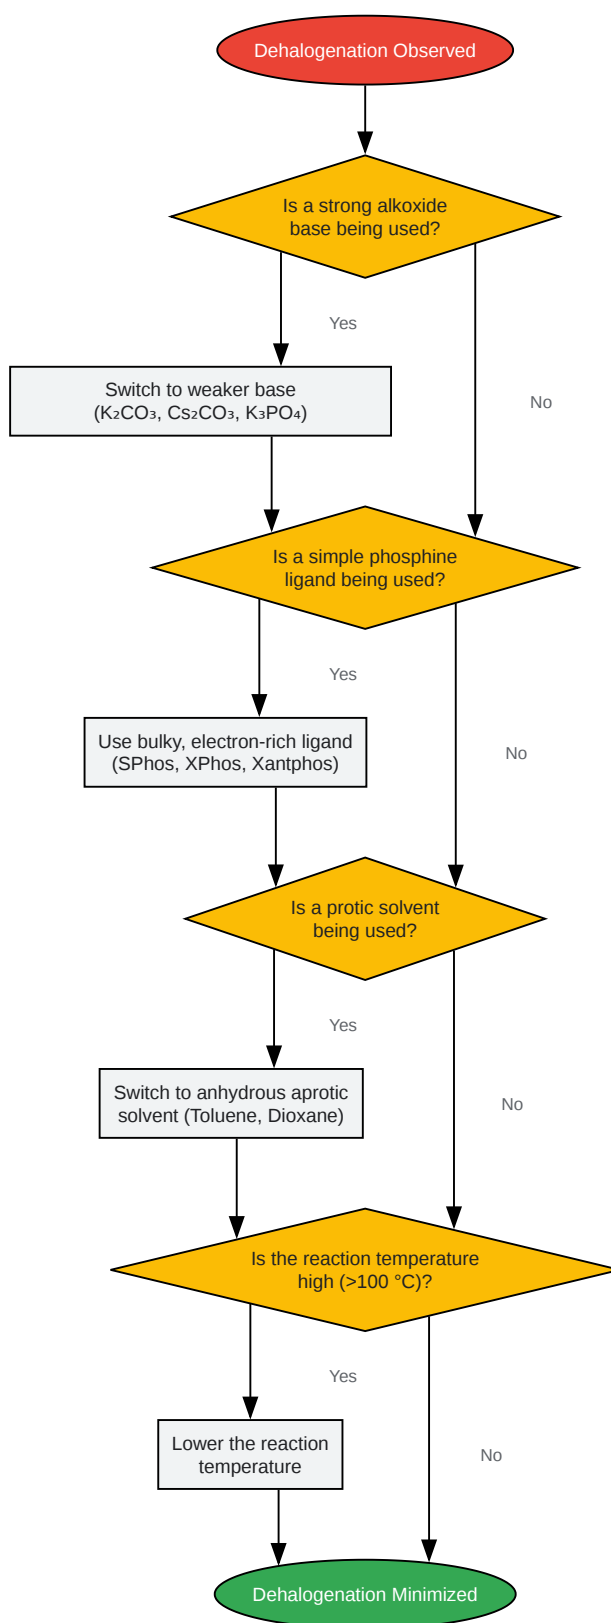 Dehalogenation Observed
Is a strong alkoxide
base being used?
Yes
Switch to weaker base
(K₂CO₃, Cs₂CO₃, K₃PO₄)
No
Is a simple phosphine
ligand being used?
Yes
Use bulky, electron-rich ligand
(SPhos, XPhos, Xantphos)
No
Is a protic solvent
being used?
Yes
Switch to anhydrous aprotic
solvent (Toluene, Dioxane)
No
Is the reaction temperature
high (>100 °C)?
Yes
Lower the reaction
temperature
No
Dehalogenation Minimized